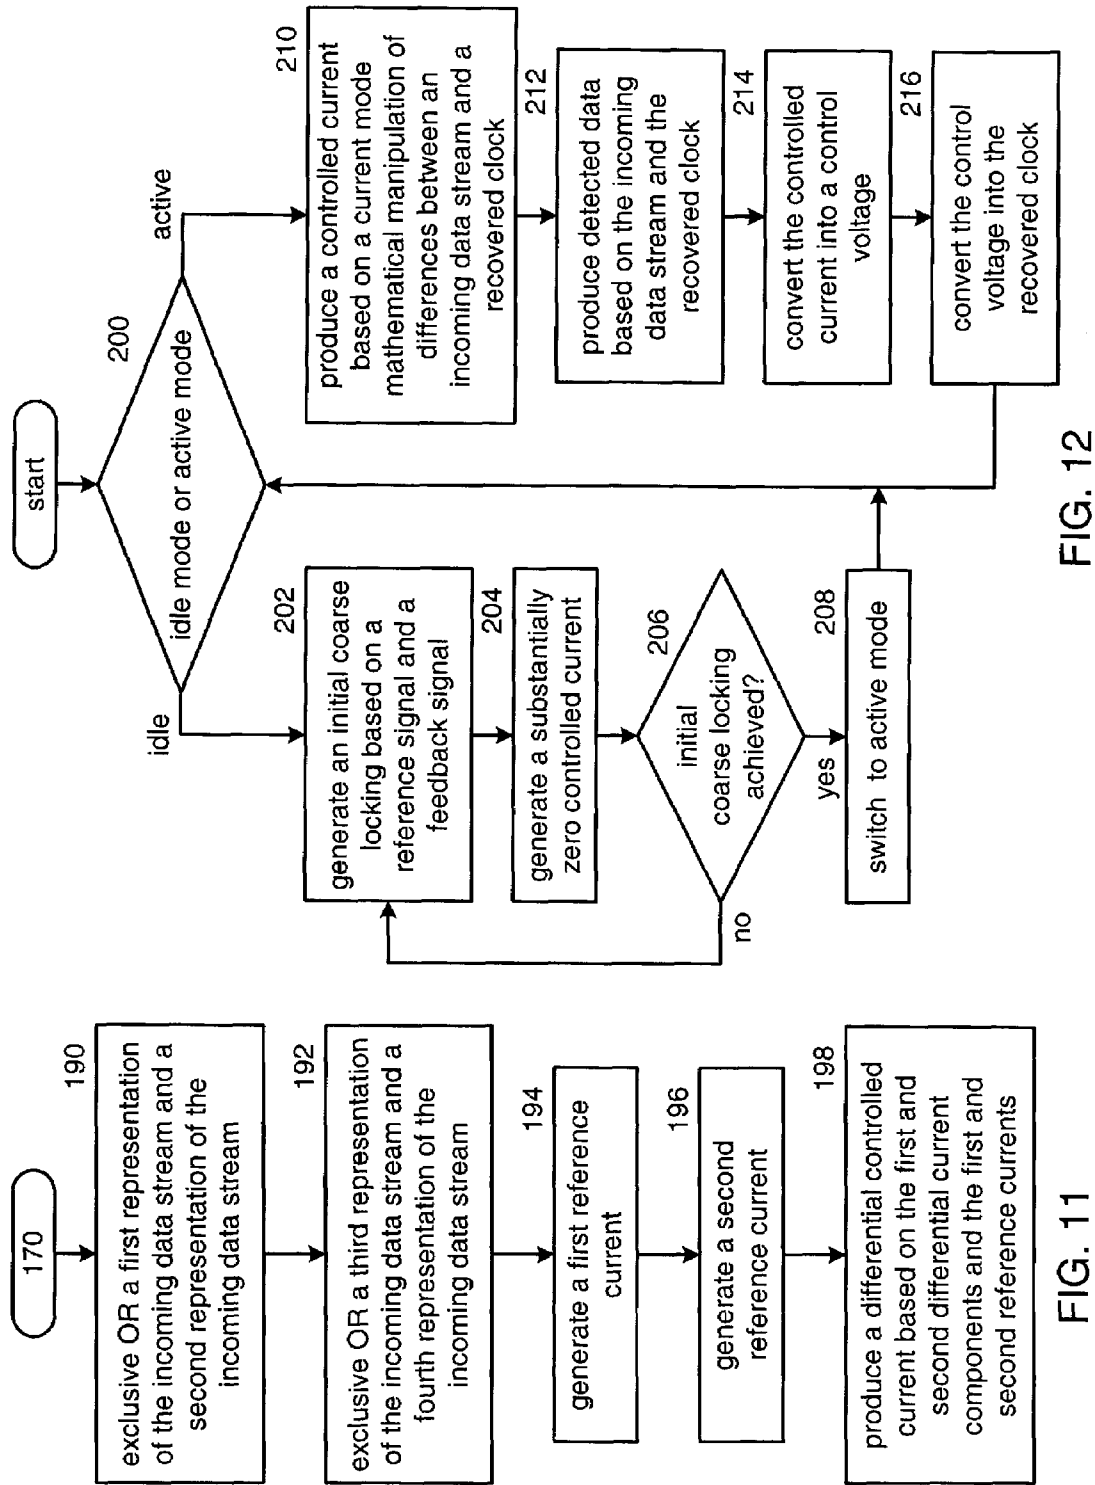 170
190
exclusive OR a first representation
of the incoming data stream and a
second representation of the
incoming data stream
192
exclusive OR a third representation
of the incoming data stream and a
fourth representation of the
incoming data stream
194
generate a first reference
current
196
generate a second
reference current
198
produce a differential controlled
current based on the first and
second differential current
components and the first and
second reference currents
FIG. 11
start
200
idle mode or active mode
idle
active
202
generate an initial coarse
locking based on a
reference signal and a
feedback signal
204
generate a substantially
zero controlled current
206
initial
coarse locking
achieved?
no
yes
208
switch to active mode
210
produce a controlled current
based on a current mode
mathematical manipulation of
differences between an
incoming data stream and a
recovered clock
212
produce detected data
based on the incoming
data stream and the
recovered clock
214
convert the controlled
current into a control
voltage
216
convert the control
voltage into the
recovered clock
FIG. 12